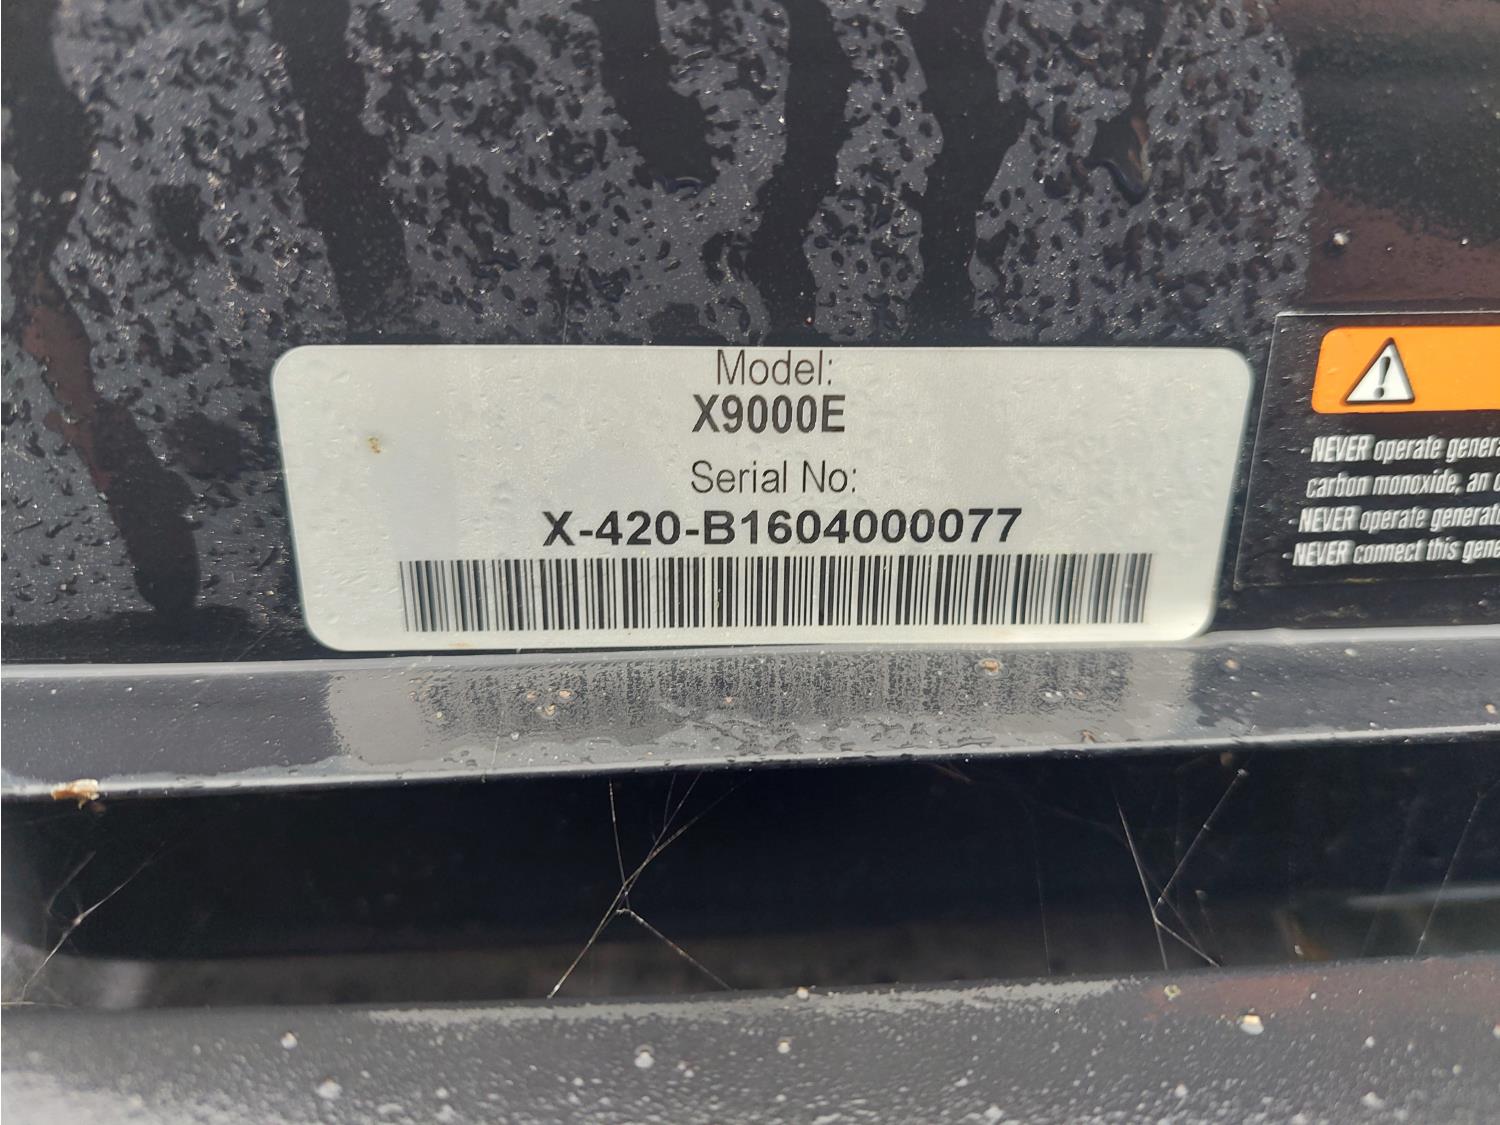 Model:
X9000E
Serial No:
X-420-B1604000077
-NEVER operate genera
carbon monoxide, an o
-NEVER operate generat
-NEVER connect this gene